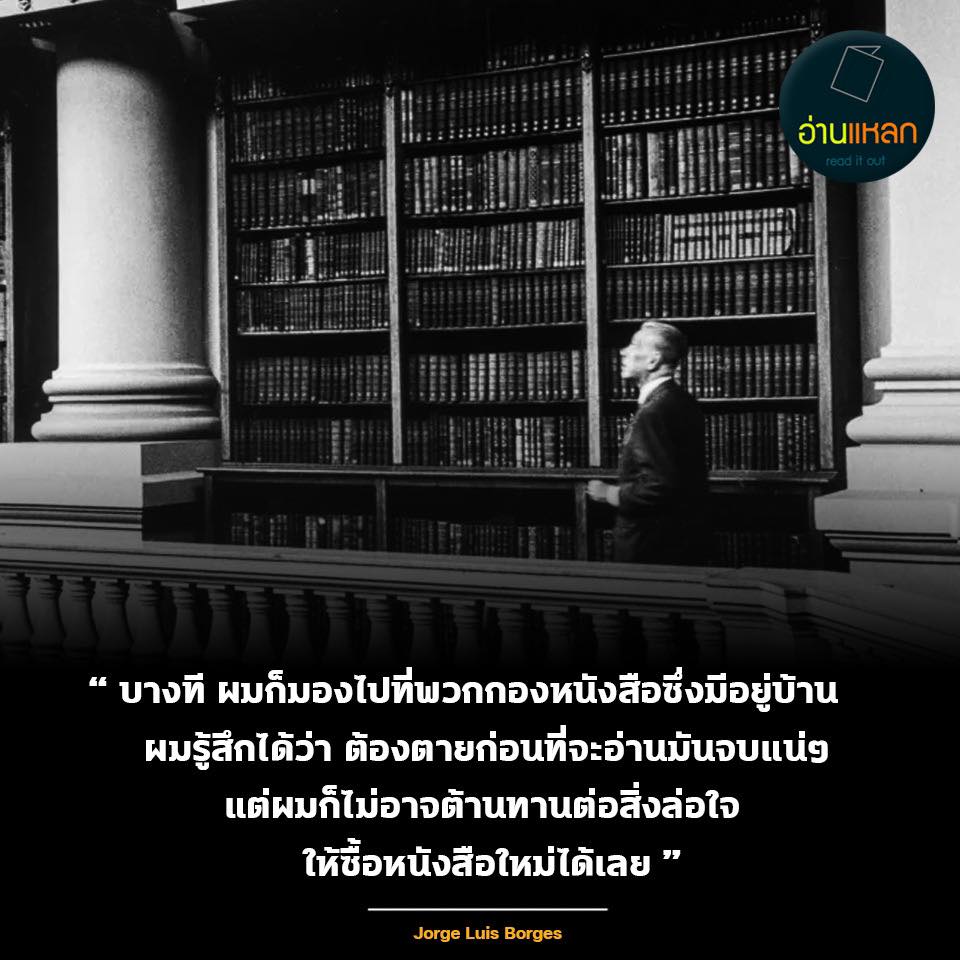 อ่านแหลก
read it out
“ บางที ผมก็มองไปที่พวกกองหนังสือซึ่งมีอยู่บ้าน
ผมรู้สึกได้ว่า ต้องตายก่อนที่จะอ่านมันจบแน่ๆ
แต่ผมก็ไม่อาจต้านทานต่อสิ่งล่อใจ
ให้ซื้อหนังสือใหม่ได้เลย ”
Jorge Luis Borges